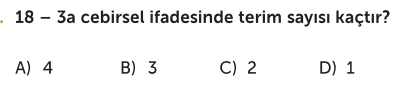 18 – 3a cebirsel ifadesinde terim sayısı kaçtır?
A) 4 B) 3 C) 2 D) 1